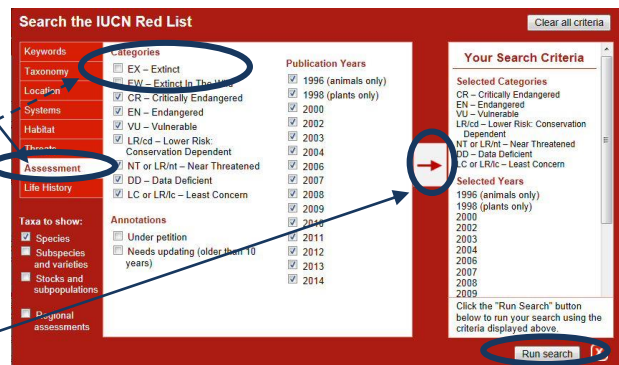 Search the IUCN Red List
Clear all criteria
Keywords
Taxonomy
Location
Systems
Habitat
Threats
Assessment
Life History
Taxa to show:
Species
Subspecies
and varieties
Stocks and
subpopulations
Regional
assessments
Categories
EX – Extinct
EW – Extinct In The Wild
CR – Critically Endangered
EN – Endangered
VU – Vulnerable
LR/cd – Lower Risk:
Conservation Dependent
NT or LR/nt – Near Threatened
DD – Data Deficient
LC or LR/lc – Least Concern
Annotations
Under petition
Needs updating (older than 10
years)
Publication Years
1996 (animals only)
1998 (plants only)
2000
2002
2003
2004
2006
2007
2008
2009
2010
2011
2012
2013
2014
Your Search Criteria
Selected Categories
CR – Critically Endangered
EN – Endangered
VU – Vulnerable
LR/cd – Lower Risk: Conservation
Dependent
NT or LR/nt – Near Threatened
DD – Data Deficient
LC or LR/lc – Least Concern
Selected Years
1996 (animals only)
1998 (plants only)
2000
2002
2003
2004
2006
2007
2008
2009
Click the "Run Search" button
below to run your search using the
criteria displayed above.
Run search
X